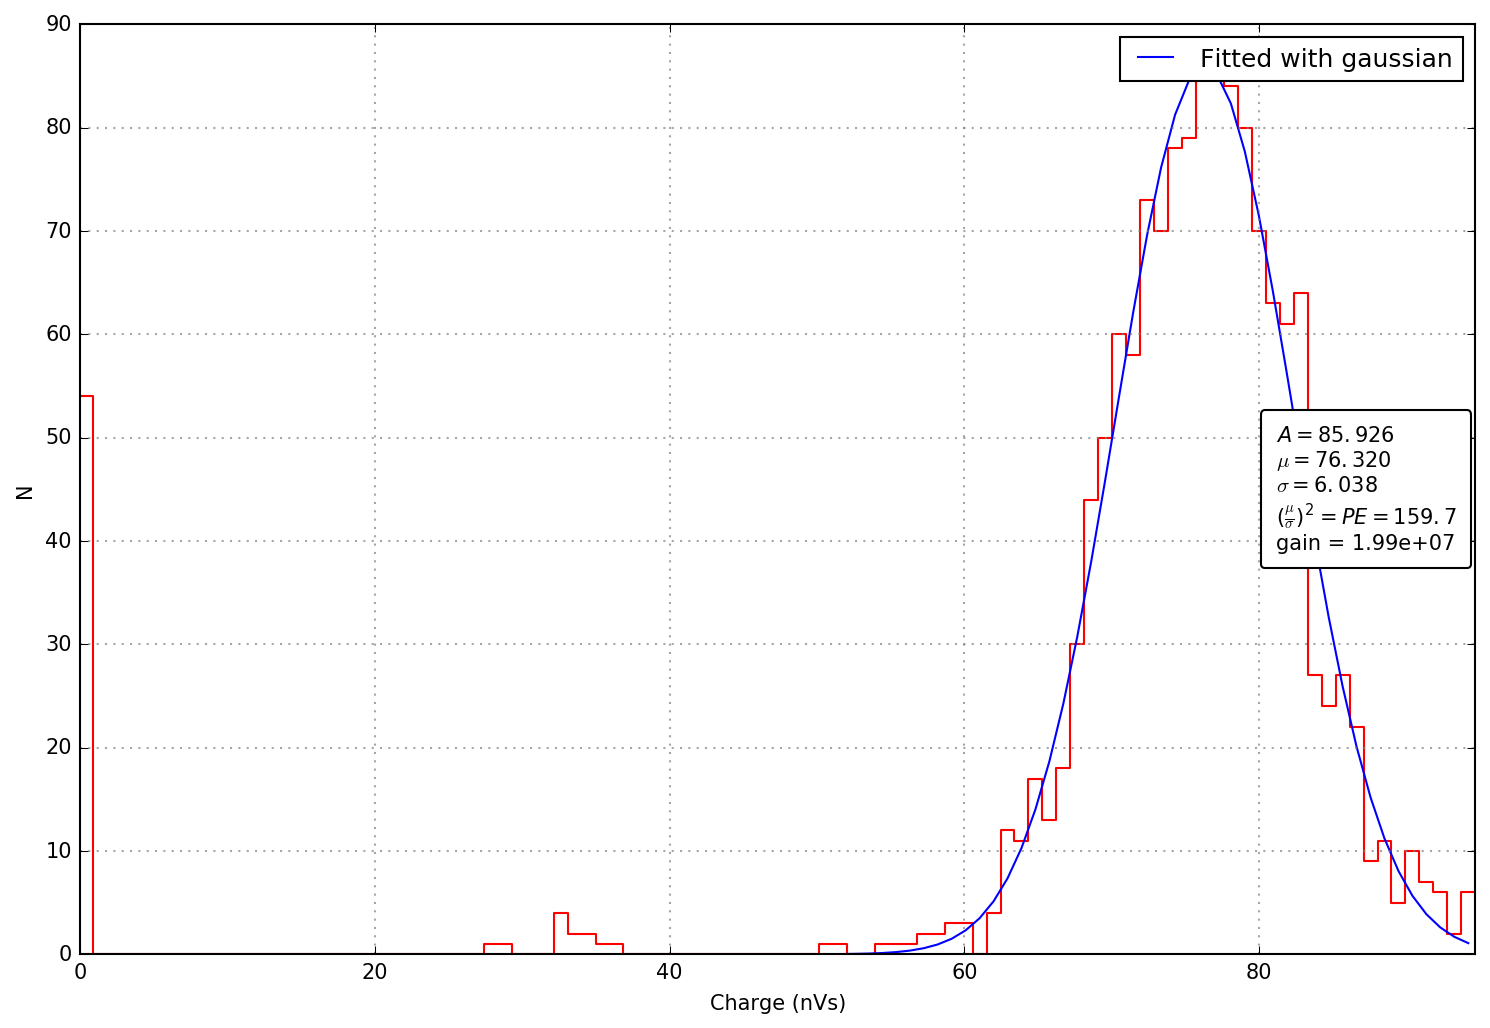 90
80
70
60
50
40
30
20
10
0
N
0 20 40 60 80
Charge (nVs)
Fitted with gaussian
A = 85.926
μ = 76.320
σ = 6.038
(μ/σ)² = PE = 159.7
gain = 1.99e+07